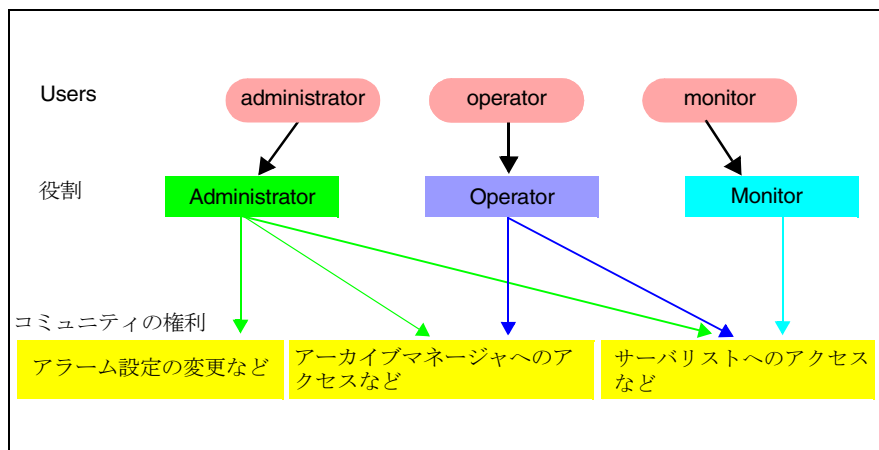 Users
administrator
operator
monitor
役割
Administrator
Operator
Monitor
コミュニティの権利
アラーム設定の変更など
アーカイブマネージャへのア
クセスなど
サーバリストへのアクセス
など